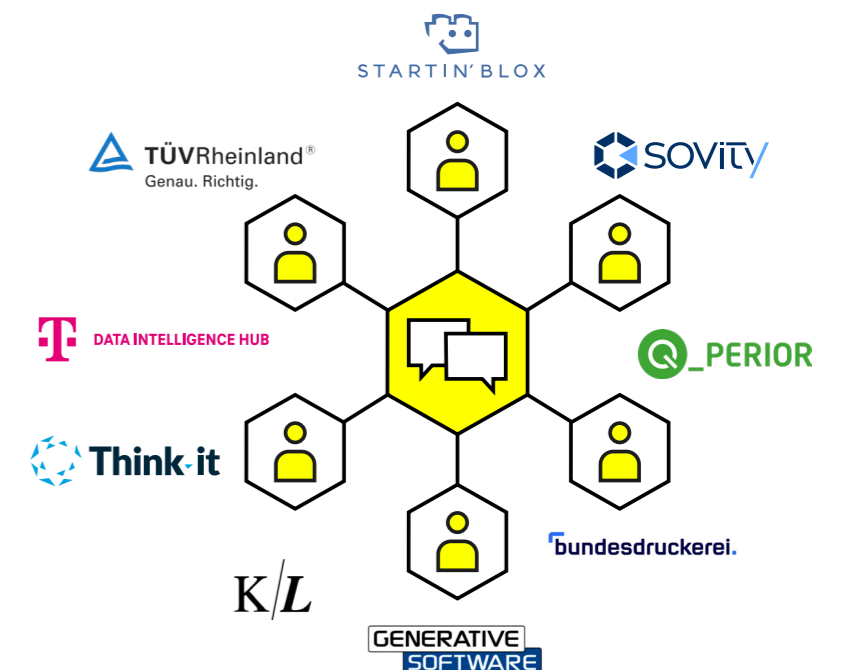 STARTIN'BLOX
TÜVRheinland®
Genau. Richtig.
SOVITY
T DATA INTELLIGENCE HUB
Q_PERIOR
Think-it
bundesdruckerei.
K/L
GENERATIVE
SOFTWARE